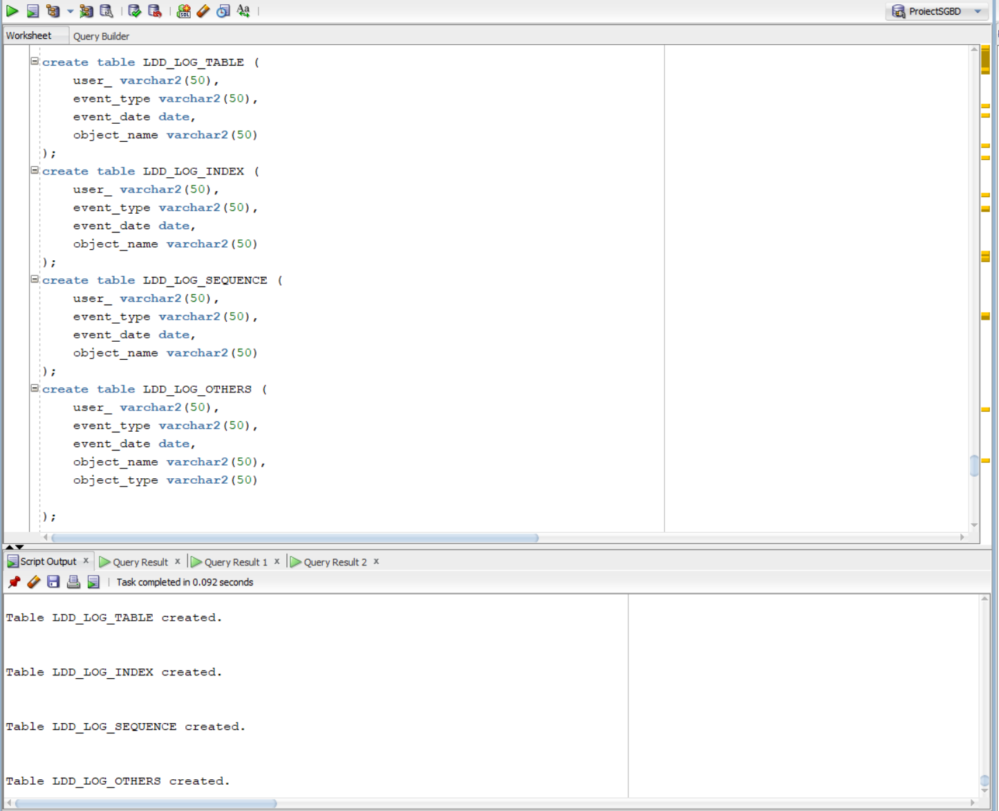 ProiectSGBD
Worksheet
Query Builder
create table LDD_LOG_TABLE (
user_ varchar2(50),
event_type varchar2(50),
event_date date,
object_name varchar2(50)
);
create table LDD_LOG_INDEX (
user_ varchar2(50),
event_type varchar2(50),
event_date date,
object_name varchar2(50)
);
create table LDD_LOG_SEQUENCE (
user_ varchar2(50),
event_type varchar2(50),
event_date date,
object_name varchar2(50)
);
create table LDD_LOG_OTHERS (
user_ varchar2(50),
event_type varchar2(50),
event_date date,
object_name varchar2(50),
object_type varchar2(50)
);
Script Output x Query Result x Query Result 1 x Query Result 2 x
Task completed in 0.092 seconds
Table LDD_LOG_TABLE created.
Table LDD_LOG_INDEX created.
Table LDD_LOG_SEQUENCE created.
Table LDD_LOG_OTHERS created.